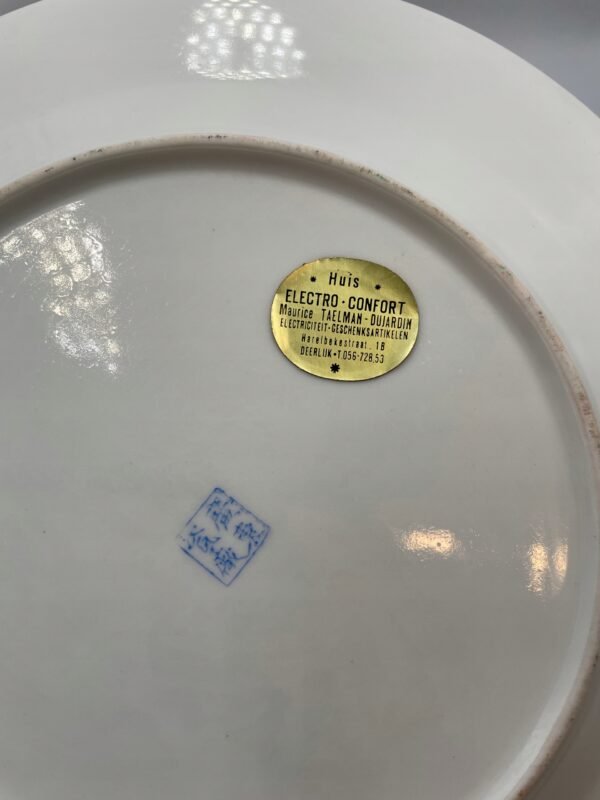 Huis
ELECTRO · CONFORT
Maurice TAELMAN - DUJARDIN
ELECTRICITEIT - GESCHENKSARTIKELEN
Harelbekestraat, 18
DEERLIJK • T. 056-728,53